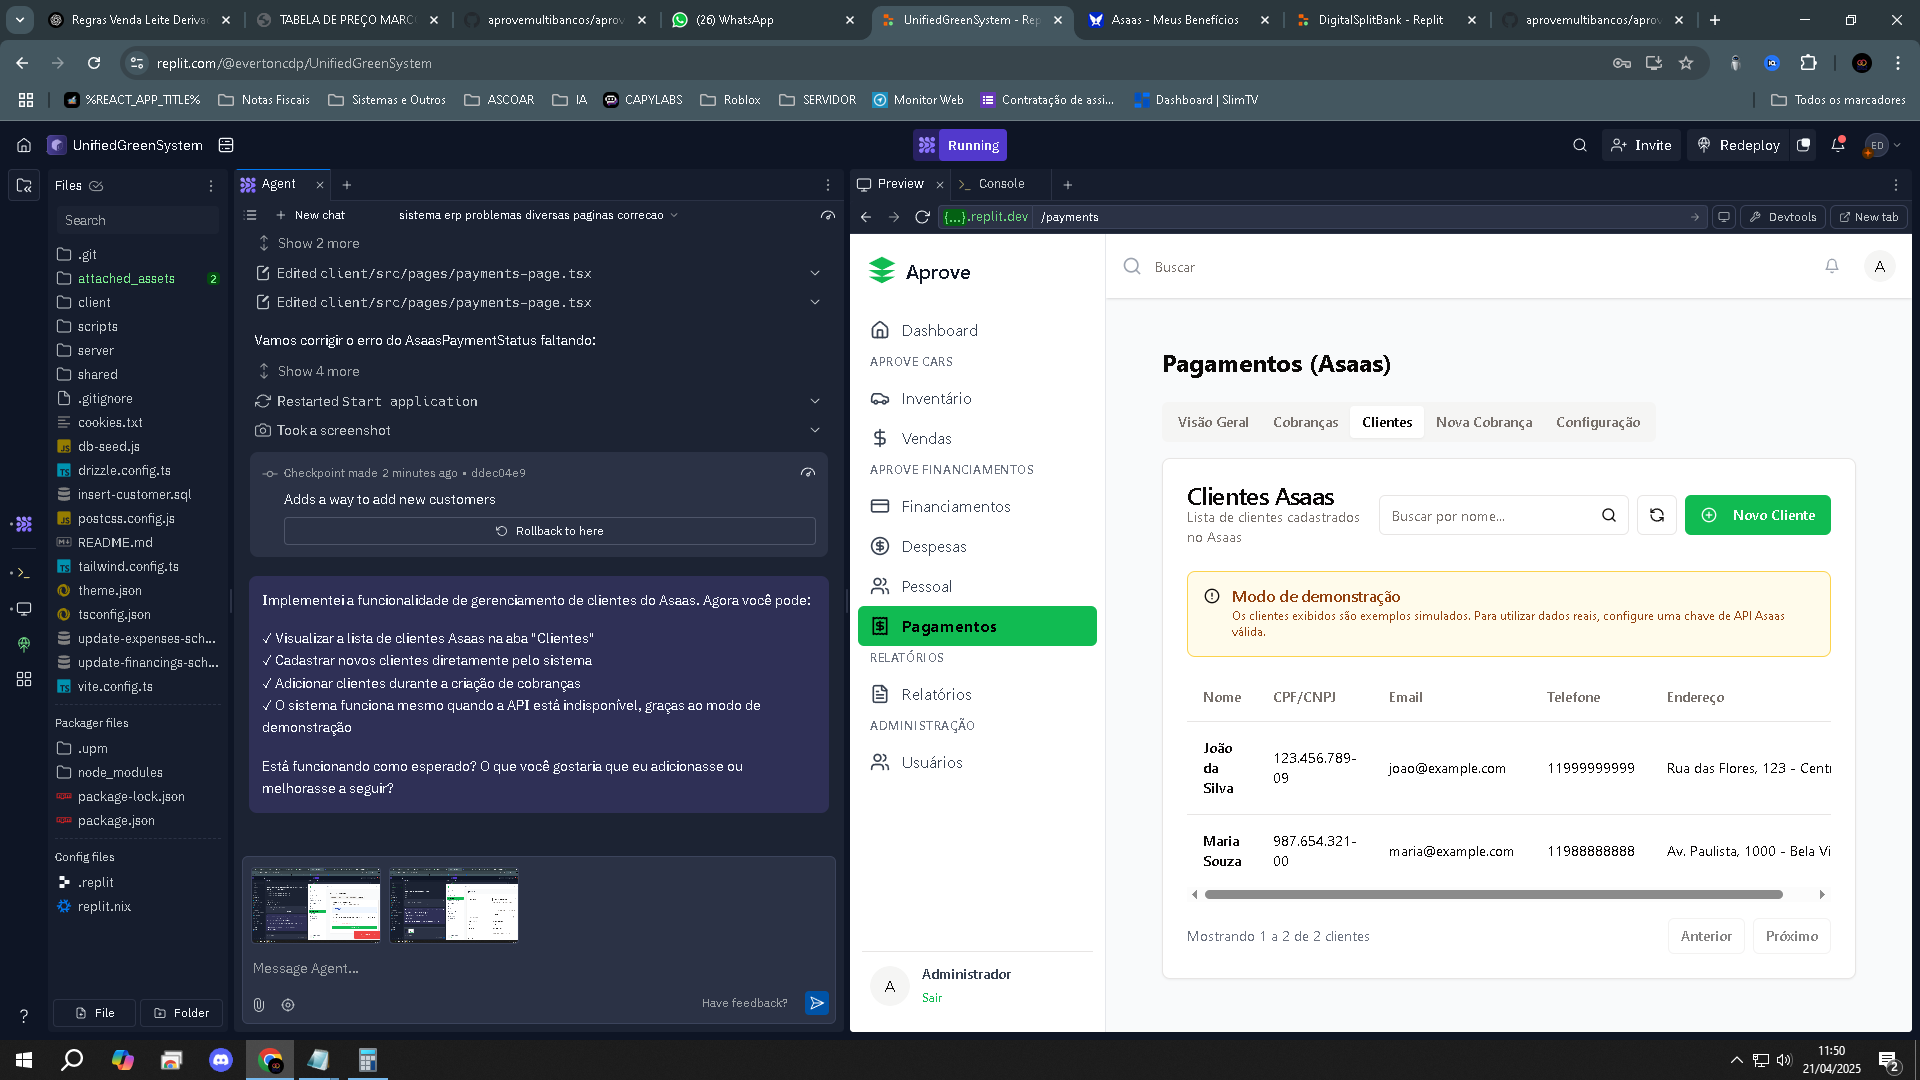 Regras Venda Leite Deriva
TABELA DE PREÇO MARC
aprovemultibancos/aprov
(26) WhatsApp
UnifiedGreenSystem - Rep
Asaas - Meus Benefícios
DigitalSplitBank - Replit
aprovemultibancos/aprov
replit.com/@evertoncdp/UnifiedGreenSystem
%REACT_APP_TITLE%
Notas Fiscais
Sistemas e Outros
ASCOAR
IA
CAPYLABS
Roblox
SERVIDOR
Monitor Web
Contratação de assi...
Dashboard | SlimTV
Todos os marcadores
UnifiedGreenSystem
Running
Invite
Redeploy
ED
Files
Search
.git
attached_assets 2
client
scripts
server
shared
.gitignore
cookies.txt
db-seed.js
drizzle.config.ts
insert-customer.sql
postcss.config.js
README.md
tailwind.config.ts
theme.json
tsconfig.json
update-expenses-sch...
update-financings-sch...
vite.config.ts
Packager files
.upm
node_modules
package-lock.json
package.json
Config files
.replit
replit.nix
File
Folder
Agent
New chat
sistema erp problemas diversas paginas correcao
Show 2 more
Edited client/src/pages/payments-page.tsx
Edited client/src/pages/payments-page.tsx
Vamos corrigir o erro do AsaasPaymentStatus faltando:
Show 4 more
Restarted Start application
Took a screenshot
Checkpoint made 2 minutes ago • ddec04e9
Adds a way to add new customers
Rollback to here
Implementei a funcionalidade de gerenciamento de clientes do Asaas. Agora você pode:
✓ Visualizar a lista de clientes Asaas na aba "Clientes"
✓ Cadastrar novos clientes diretamente pelo sistema
✓ Adicionar clientes durante a criação de cobranças
✓ O sistema funciona mesmo quando a API está indisponível, graças ao modo de
demonstração
Está funcionando como esperado? O que você gostaria que eu adicionasse ou
melhorasse a seguir?
Message Agent...
Have feedback?
Preview
Console
{...}.replit.dev
/payments
Devtools
New tab
Aprove
Dashboard
APROVE CARS
Inventário
Vendas
APROVE FINANCIAMENTOS
Financiamentos
Despesas
Pessoal
Pagamentos
RELATÓRIOS
Relatórios
ADMINISTRAÇÃO
Usuários
A
Administrador
Sair
Buscar
A
Pagamentos (Asaas)
Visão Geral
Cobranças
Clientes
Nova Cobrança
Configuração
Clientes Asaas
Lista de clientes cadastrados
no Asaas
Buscar por nome...
Novo Cliente
Modo de demonstração
Os clientes exibidos são exemplos simulados. Para utilizar dados reais, configure uma chave de API Asaas
válida.
Nome CPF/CNPJ Email Telefone Endereço
João da Silva 123.456.789-09 joao@example.com 11999999999 Rua das Flores, 123 - Centr
Maria Souza 987.654.321-00 maria@example.com 11988888888 Av. Paulista, 1000 - Bela Vi
Mostrando 1 a 2 de 2 clientes
Anterior
Próximo
11:50
21/04/2025
2